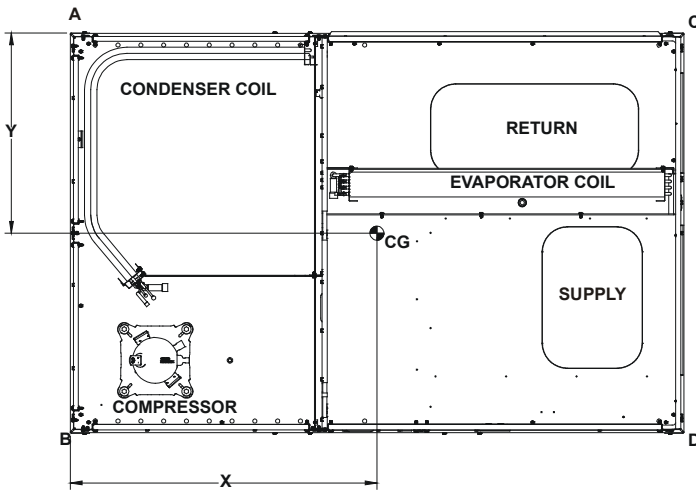 A
C
CONDENSER COIL
Y
RETURN
EVAPORATOR COIL
CG
SUPPLY
COMPRESSOR
B
D
X